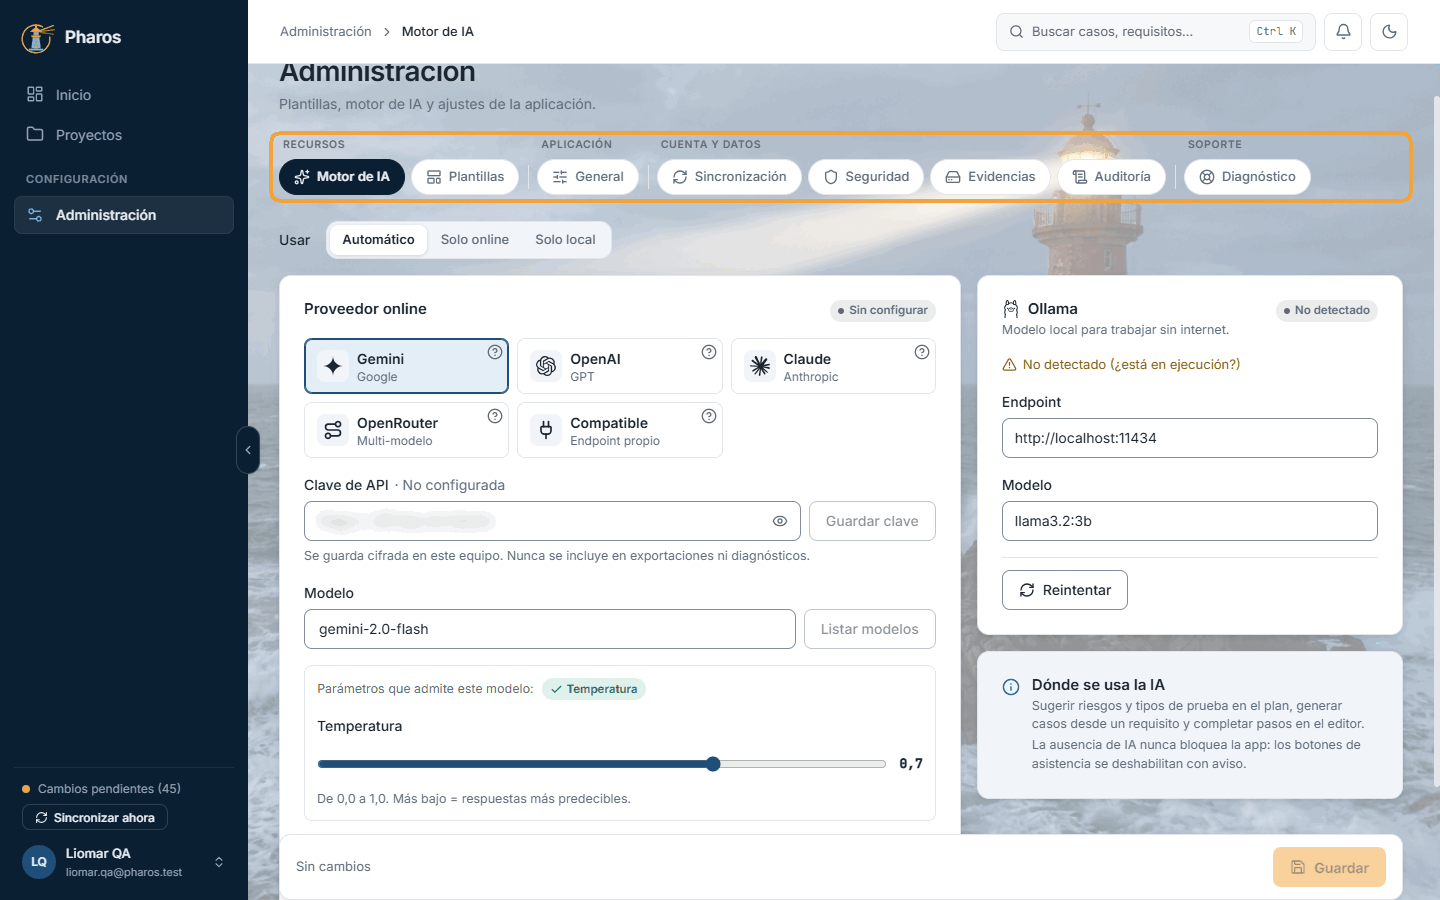 Pharos
Inicio
Proyectos
CONFIGURACIÓN
Administración
Cambios pendientes (45)
Sincronizar ahora
LQ
Liomar QA
liomar.qa@pharos.test
Administración
Motor de IA
Buscar casos, requisitos...
Ctrl K
Administración
Plantillas, motor de IA y ajustes de la aplicación.
RECURSOS
APLICACIÓN
CUENTA Y DATOS
SOPORTE
Motor de IA
Plantillas
General
Sincronización
Seguridad
Evidencias
Auditoría
Diagnóstico
Usar
Automático
Solo online
Solo local
Proveedor online
Sin configurar
Gemini
Google
OpenAI
GPT
Claude
Anthropic
OpenRouter
Multi-modelo
Compatible
Endpoint propio
Clave de API · No configurada
Guardar clave
Se guarda cifrada en este equipo. Nunca se incluye en exportaciones ni diagnósticos.
Modelo
gemini-2.0-flash
Listar modelos
Parámetros que admite este modelo:
Temperatura
Temperatura
0,7
De 0,0 a 1,0. Más bajo = respuestas más predecibles.
Ollama
No detectado
Modelo local para trabajar sin internet.
No detectado (¿está en ejecución?)
Endpoint
http://localhost:11434
Modelo
llama3.2:3b
Reintentar
Dónde se usa la IA
Sugerir riesgos y tipos de prueba en el plan, generar
casos desde un requisito y completar pasos en el editor.
La ausencia de IA nunca bloquea la app: los botones de
asistencia se deshabilitan con aviso.
Sin cambios
Guardar